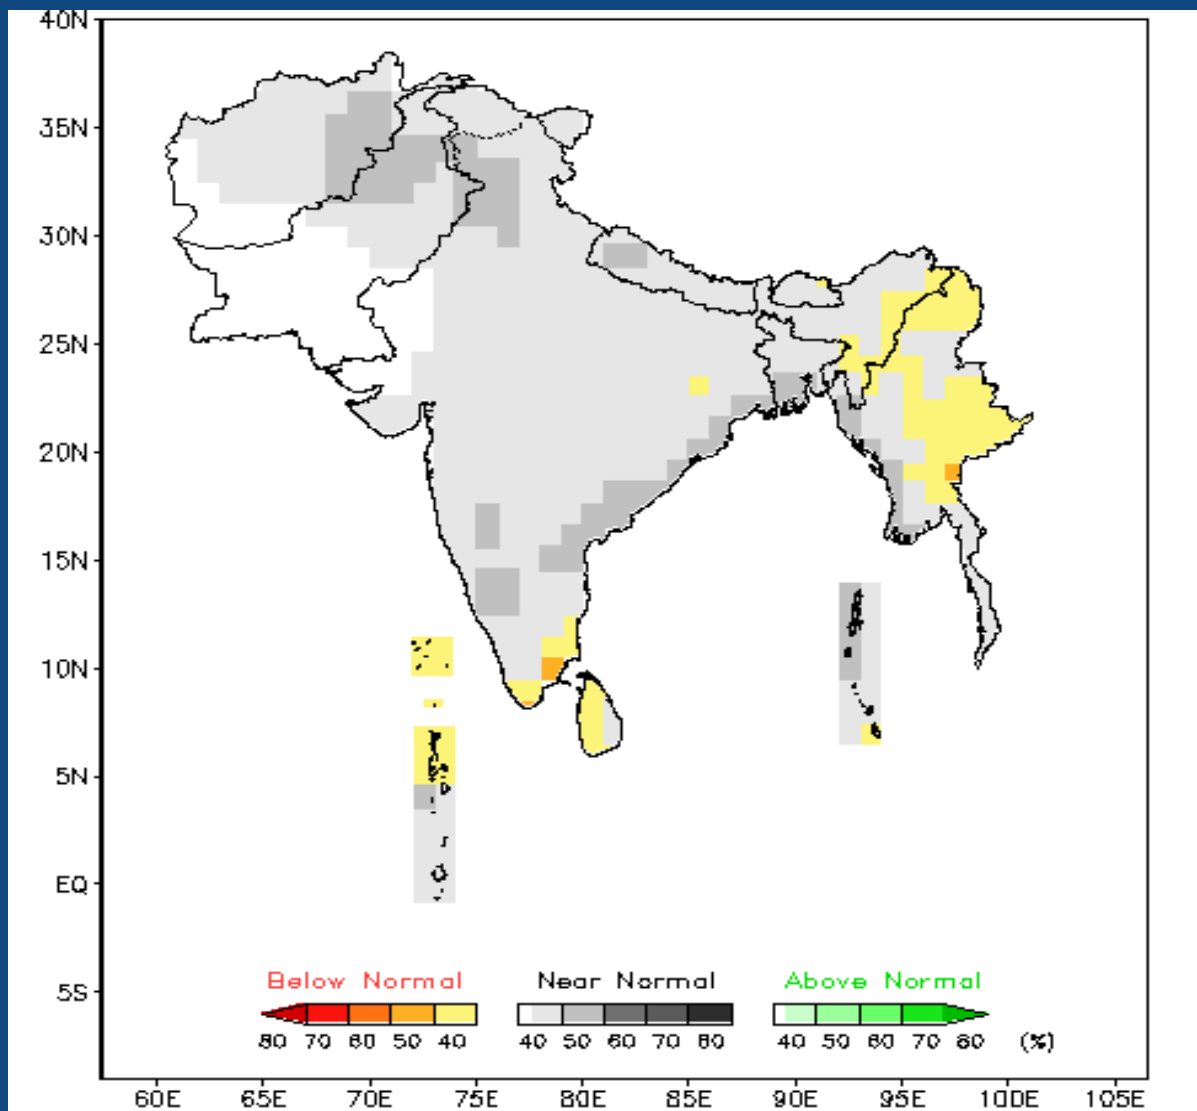 40N
35N
30N
25N
20N
15N
10N
5N
EQ
5S
Below Normal Near Normal Above Normal
80 70 60 50 40 40 50 60 70 80 40 50 60 70 80 (%)
60E 65E 70E 75E 80E 85E 90E 95E 100E 105E